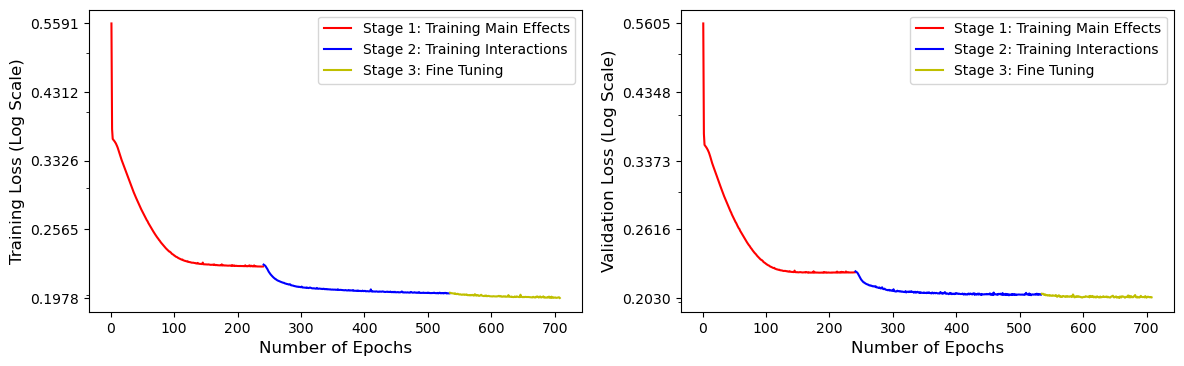 Training Loss (Log Scale)
0.5591
0.4312
0.3326
0.2565
0.1978
Stage 1: Training Main Effects
Stage 2: Training Interactions
Stage 3: Fine Tuning
0 100 200 300 400 500 600 700
Number of Epochs
Validation Loss (Log Scale)
0.5605
0.4348
0.3373
0.2616
0.2030
Stage 1: Training Main Effects
Stage 2: Training Interactions
Stage 3: Fine Tuning
0 100 200 300 400 500 600 700
Number of Epochs